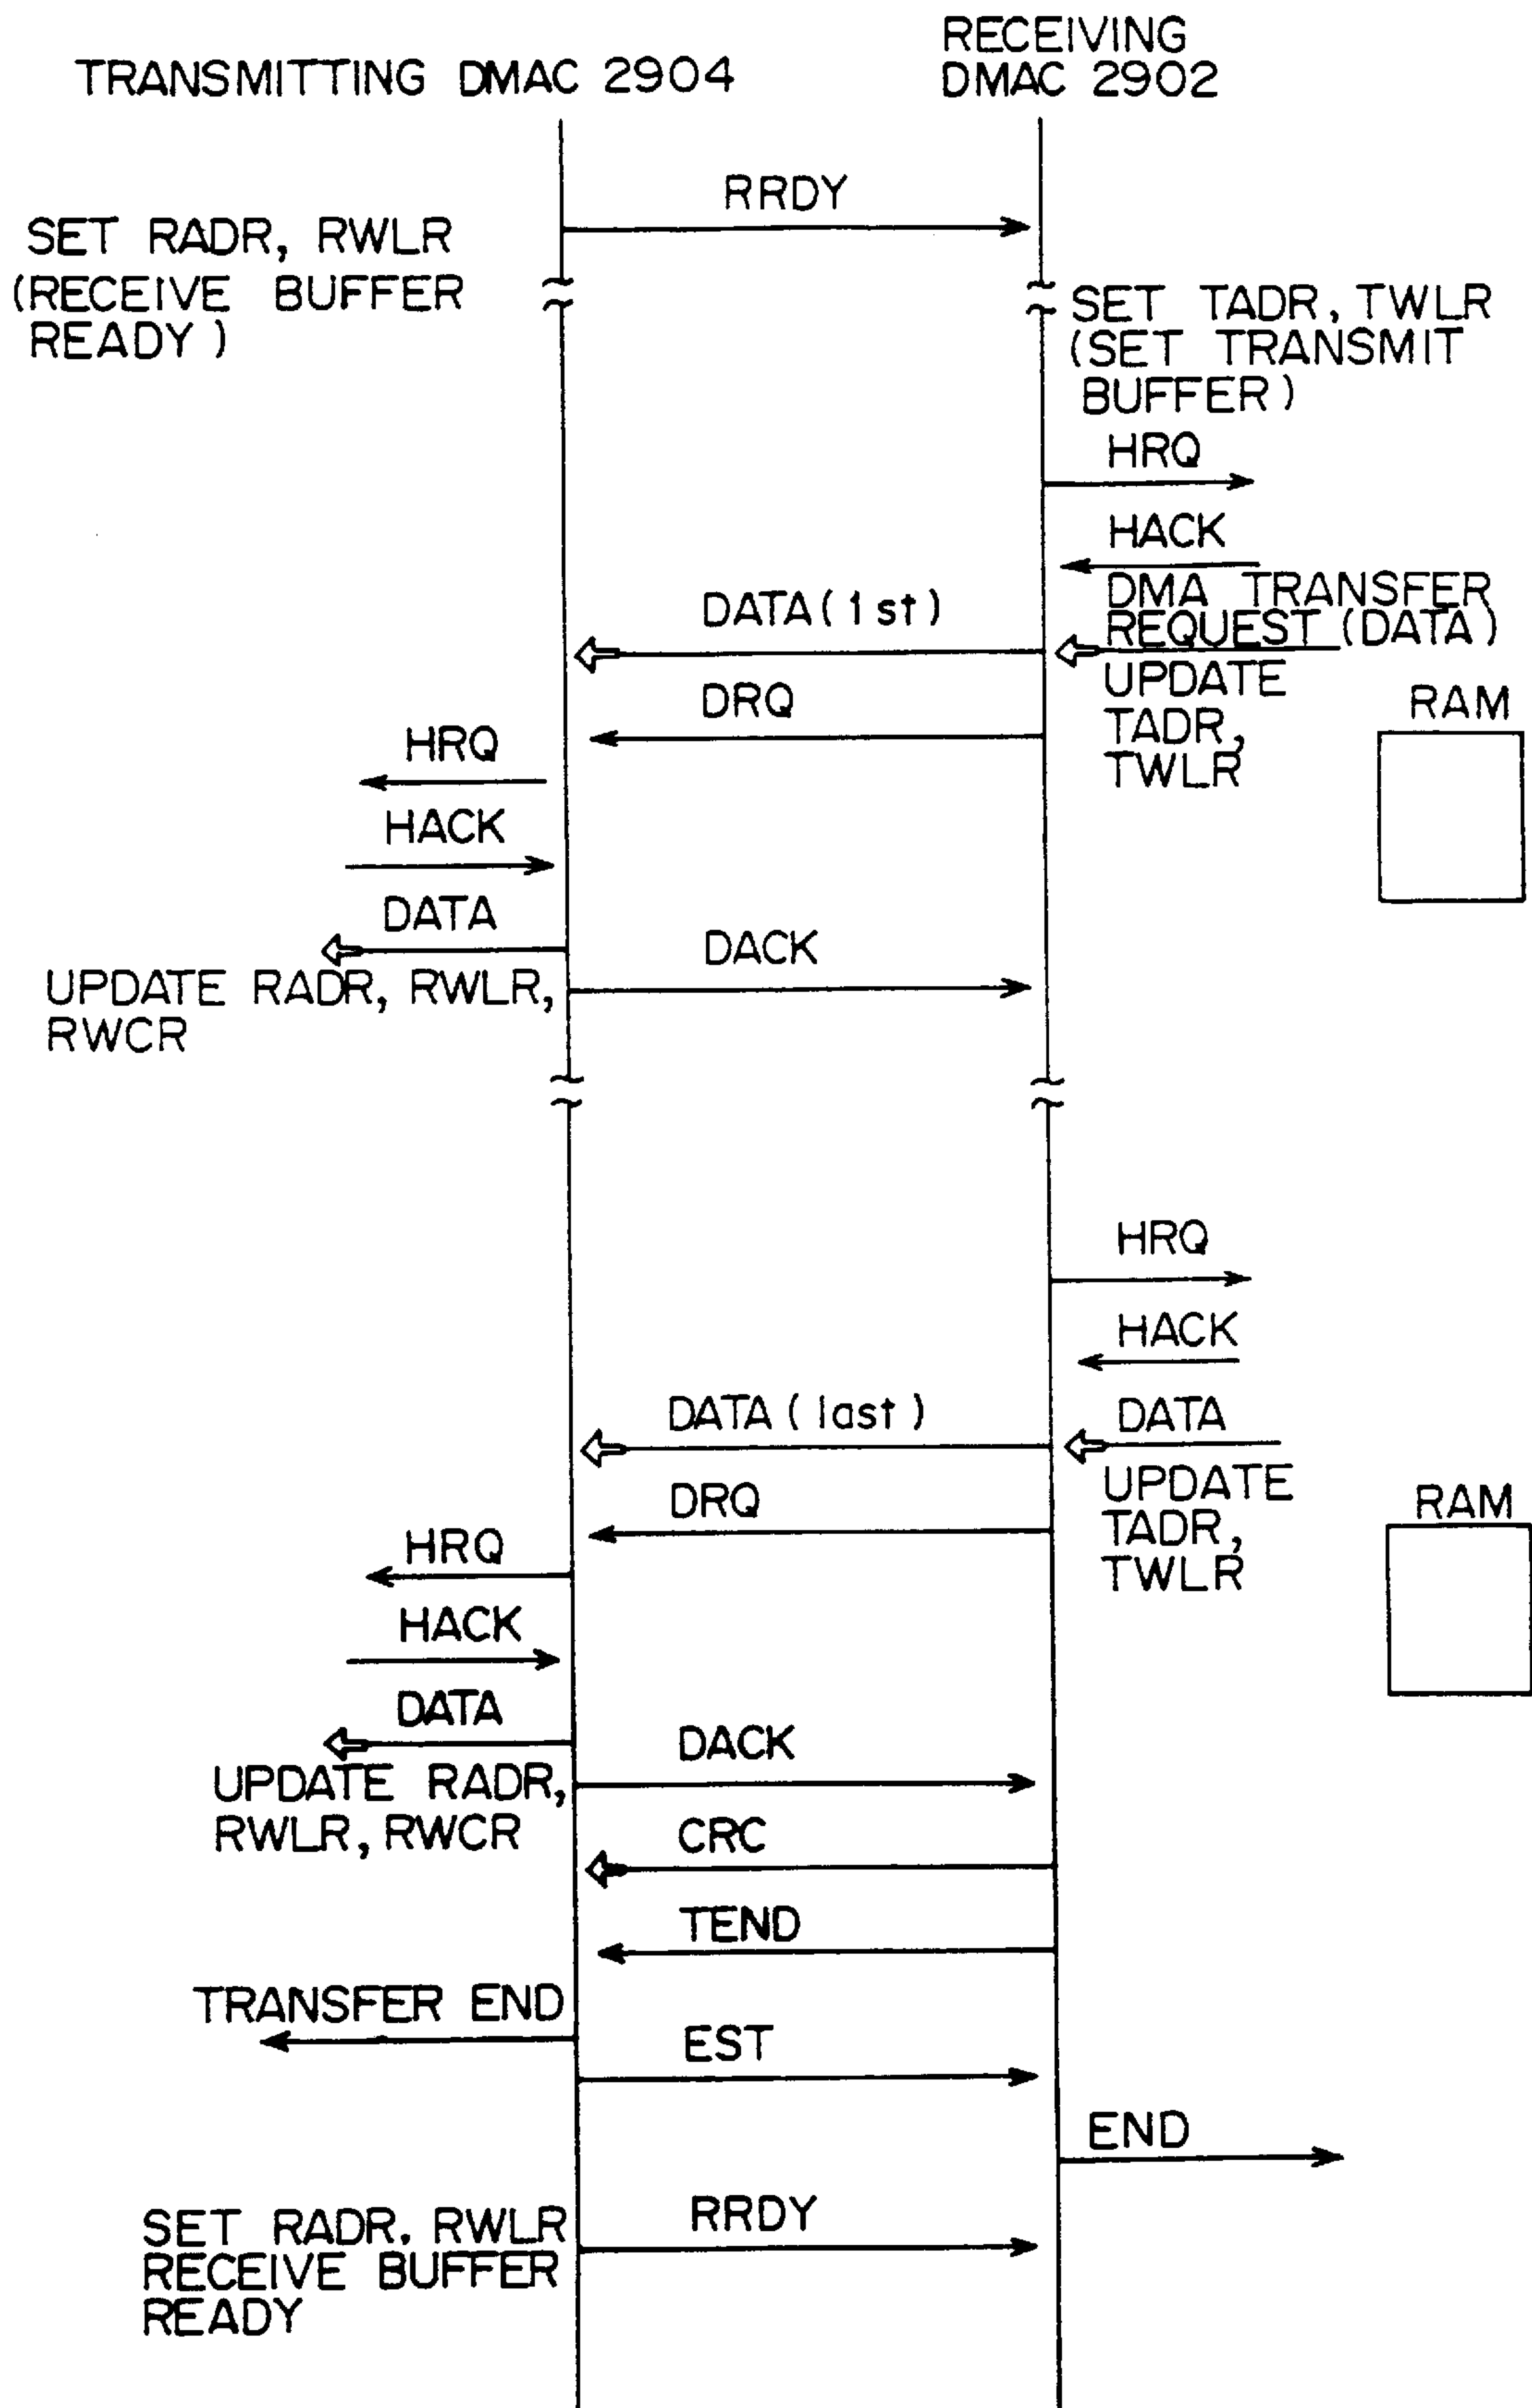 RECEIVING
TRANSMITTING DMAC 2904
DMAC 2902
RRDY
SET RADR, RWLR
(RECEIVE BUFFER
READY )
SET TADR, TWLR
(SET TRANSMIT
BUFFER )
HRQ
HACK
DMA TRANSFER
REQUEST (DATA)
DATA ( 1st )
UPDATE
TADR,
TWLR
DRQ
RAM
HRQ
HACK
DATA
DACK
UPDATE RADR, RWLR,
RWCR
HRQ
HACK
DATA ( last )
DATA
UPDATE
TADR,
TWLR
DRQ
RAM
HRQ
HACK
DATA
DACK
UPDATE RADR,
RWLR, RWCR
CRC
TEND
TRANSFER END
EST
END
RRDY
SET RADR, RWLR
RECEIVE BUFFER
READY